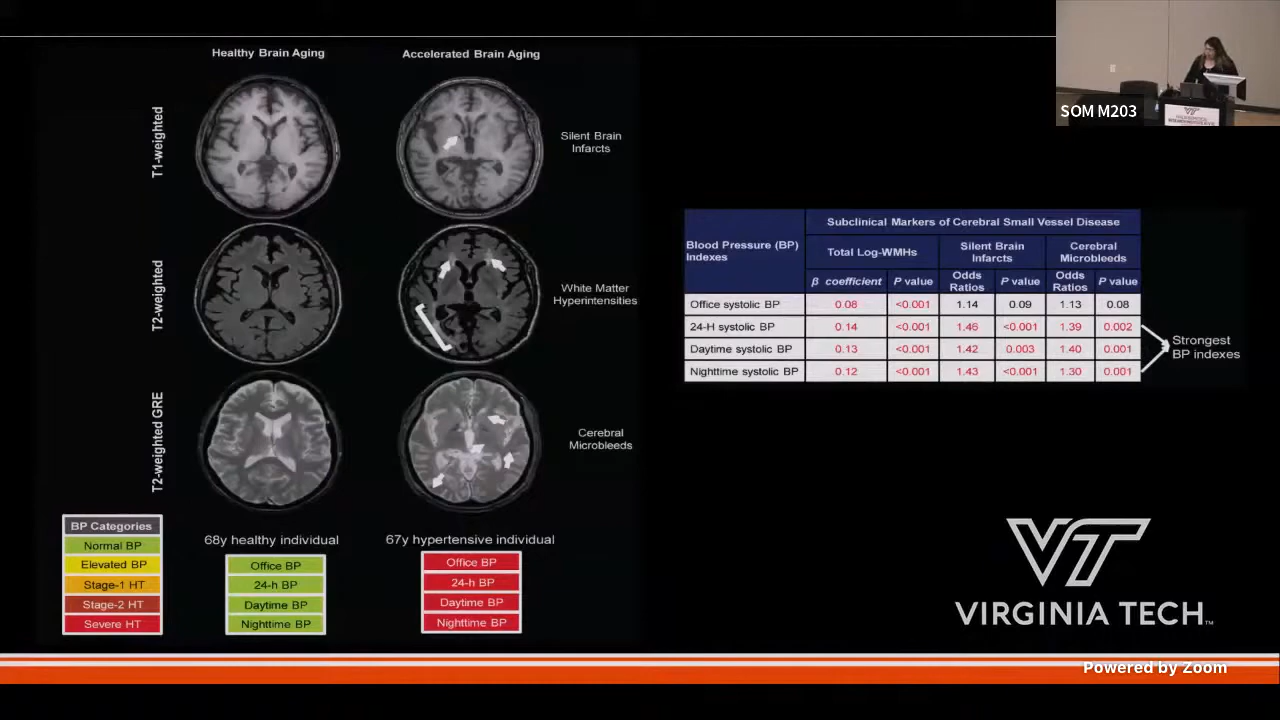 Healthy Brain Aging
Accelerated Brain Aging
T1-weighted
Silent Brain
Infarcts
T2-weighted
White Matter
Hyperintensities
T2-weighted GRE
Cerebral
Microbleeds
BP Categories
Normal BP
Elevated BP
Stage-1 HT
Stage-2 HT
Severe HT
68y healthy individual
Office BP
24-h BP
Daytime BP
Nighttime BP
67y hypertensive individual
Office BP
24-h BP
Daytime BP
Nighttime BP
SOM M203
VT
Blood Pressure (BP)
Indexes
Subclinical Markers of Cerebral Small Vessel Disease
Total Log-WMHs
Silent Brain
Infarcts
Cerebral
Microbleeds
β coefficient
P value
Odds
Ratios
P value
Odds
Ratios
P value
Office systolic BP 0.08 <0.001 1.14 0.09 1.13 0.08
24-H systolic BP 0.14 <0.001 1.46 <0.001 1.39 0.002
Daytime systolic BP 0.13 <0.001 1.42 0.003 1.40 0.001
Nighttime systolic BP 0.12 <0.001 1.43 <0.001 1.30 0.001
Strongest
BP indexes
VT
VIRGINIA TECH™
Powered by Zoom